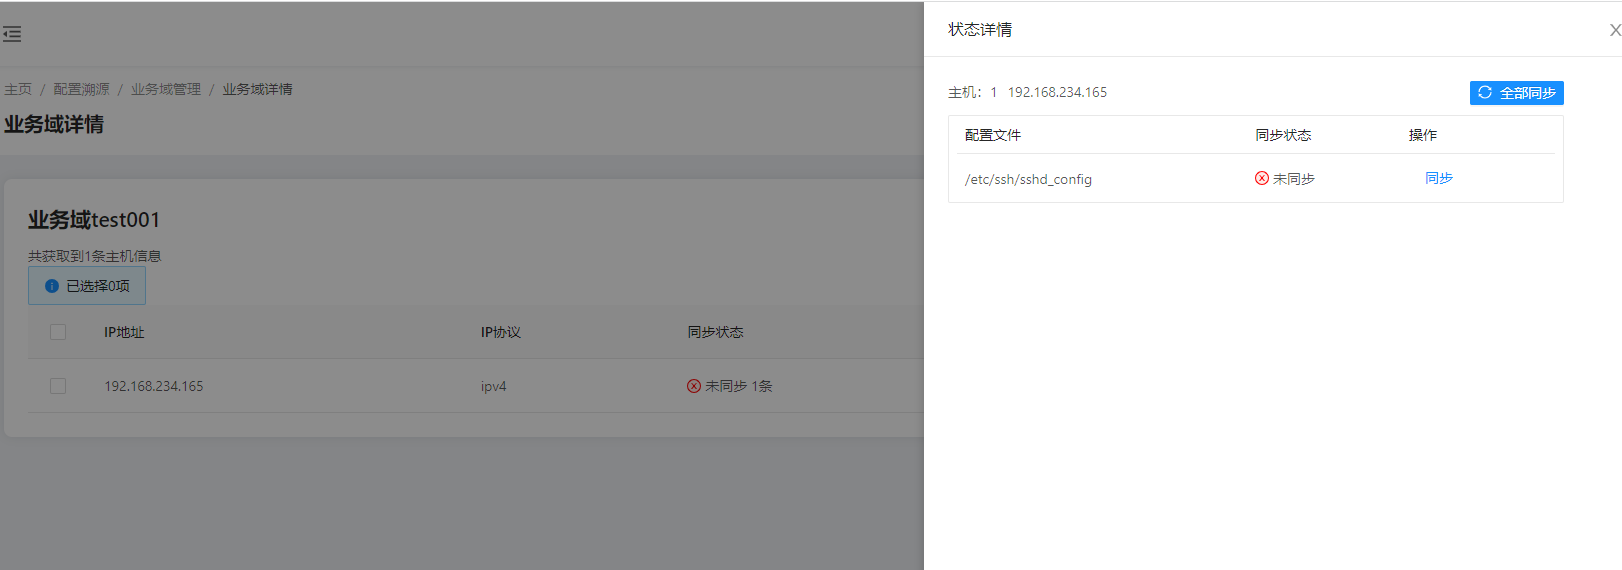 主页 / 配置溯源 / 业务域管理 / 业务域详情
业务域详情
业务域test001
共获取到1条主机信息
已选择0项
IP地址 IP协议 同步状态
192.168.234.165 ipv4 未同步 1条
状态详情
主机：1 192.168.234.165
全部同步
配置文件 同步状态 操作
/etc/ssh/sshd_config 未同步 同步